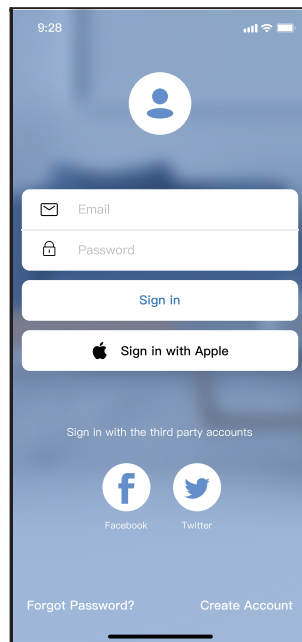 9:28
Email
Password
Sign in
Sign in with Apple
Sign in with the third party accounts
Facebook Twitter
Forgot Password? Create Account